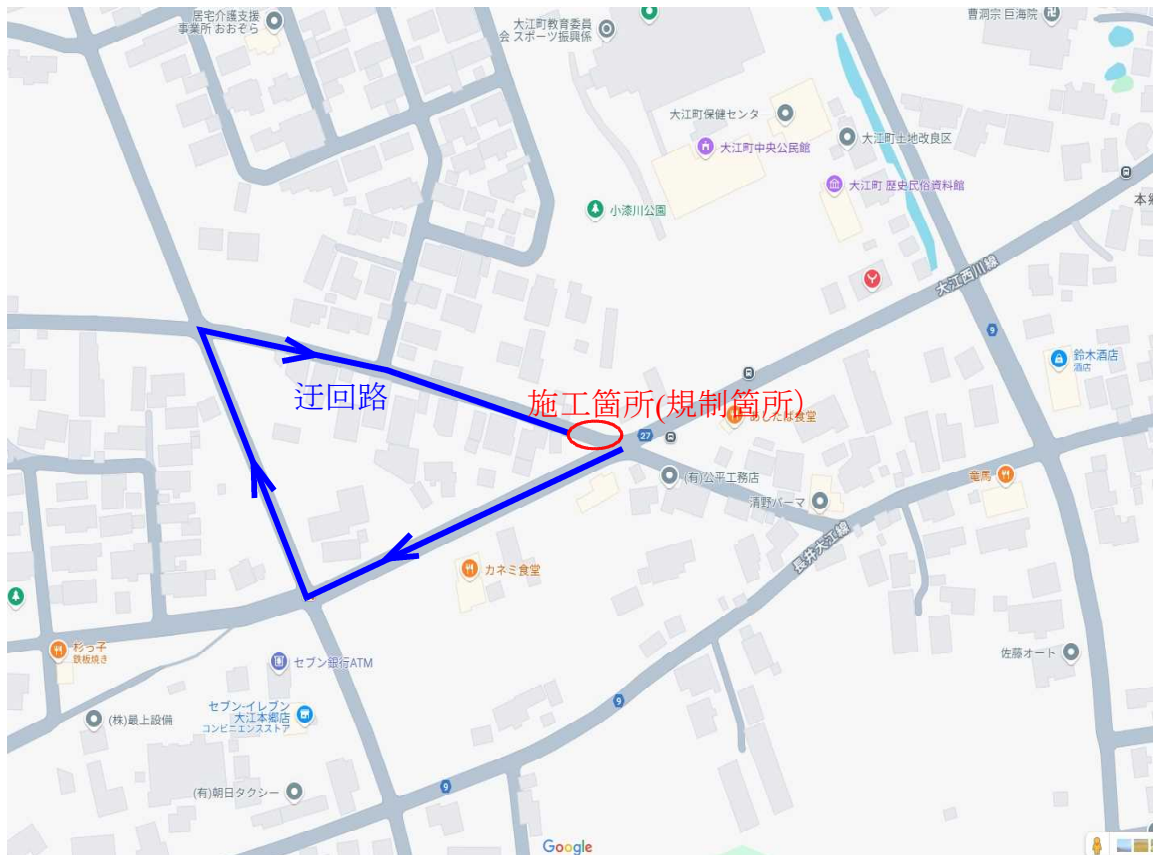 居宅介護支援
事業所 おおぞら
大江町教育委員
会 スポーツ振興係
曹洞宗 巨海院
大江町保健センタ
大江町中央公民館
大江町土地改良区
大江町 歴史民俗資料館
小漆川公園
本郷
大江西川線
9
鈴木酒店
酒店
迂回路
施工箇所(規制箇所)
あしたば食堂
27
(有)公平工務店
清野パーマ
竜馬
長井大江線
カネミ食堂
杉っ子
鉄板焼き
セブン銀行ATM
佐藤オート
9
セブン-イレブン
大江本郷店
コンビニエンスストア
(株)最上設備
(有)朝日タクシー
9
Google